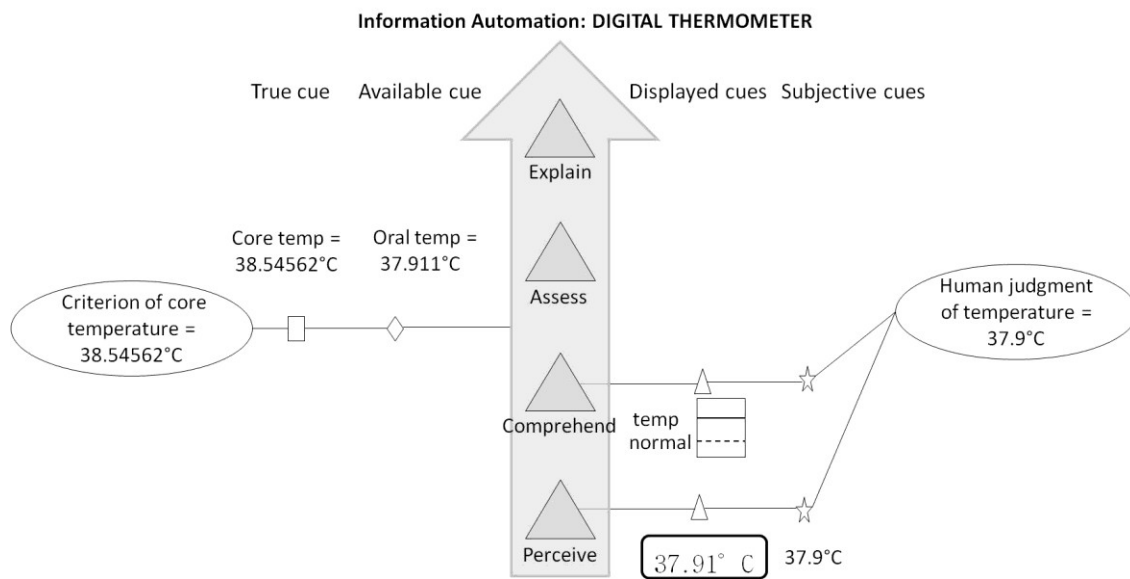 Information Automation: DIGITAL THERMOMETER
True cue
Available cue
Displayed cues
Subjective cues
Explain
Core temp =
38.54562°C
Oral temp =
37.911°C
Assess
Criterion of core
temperature =
38.54562°C
Human judgment
of temperature =
37.9°C
Comprehend
temp
normal
Perceive
37.91° C
37.9°C